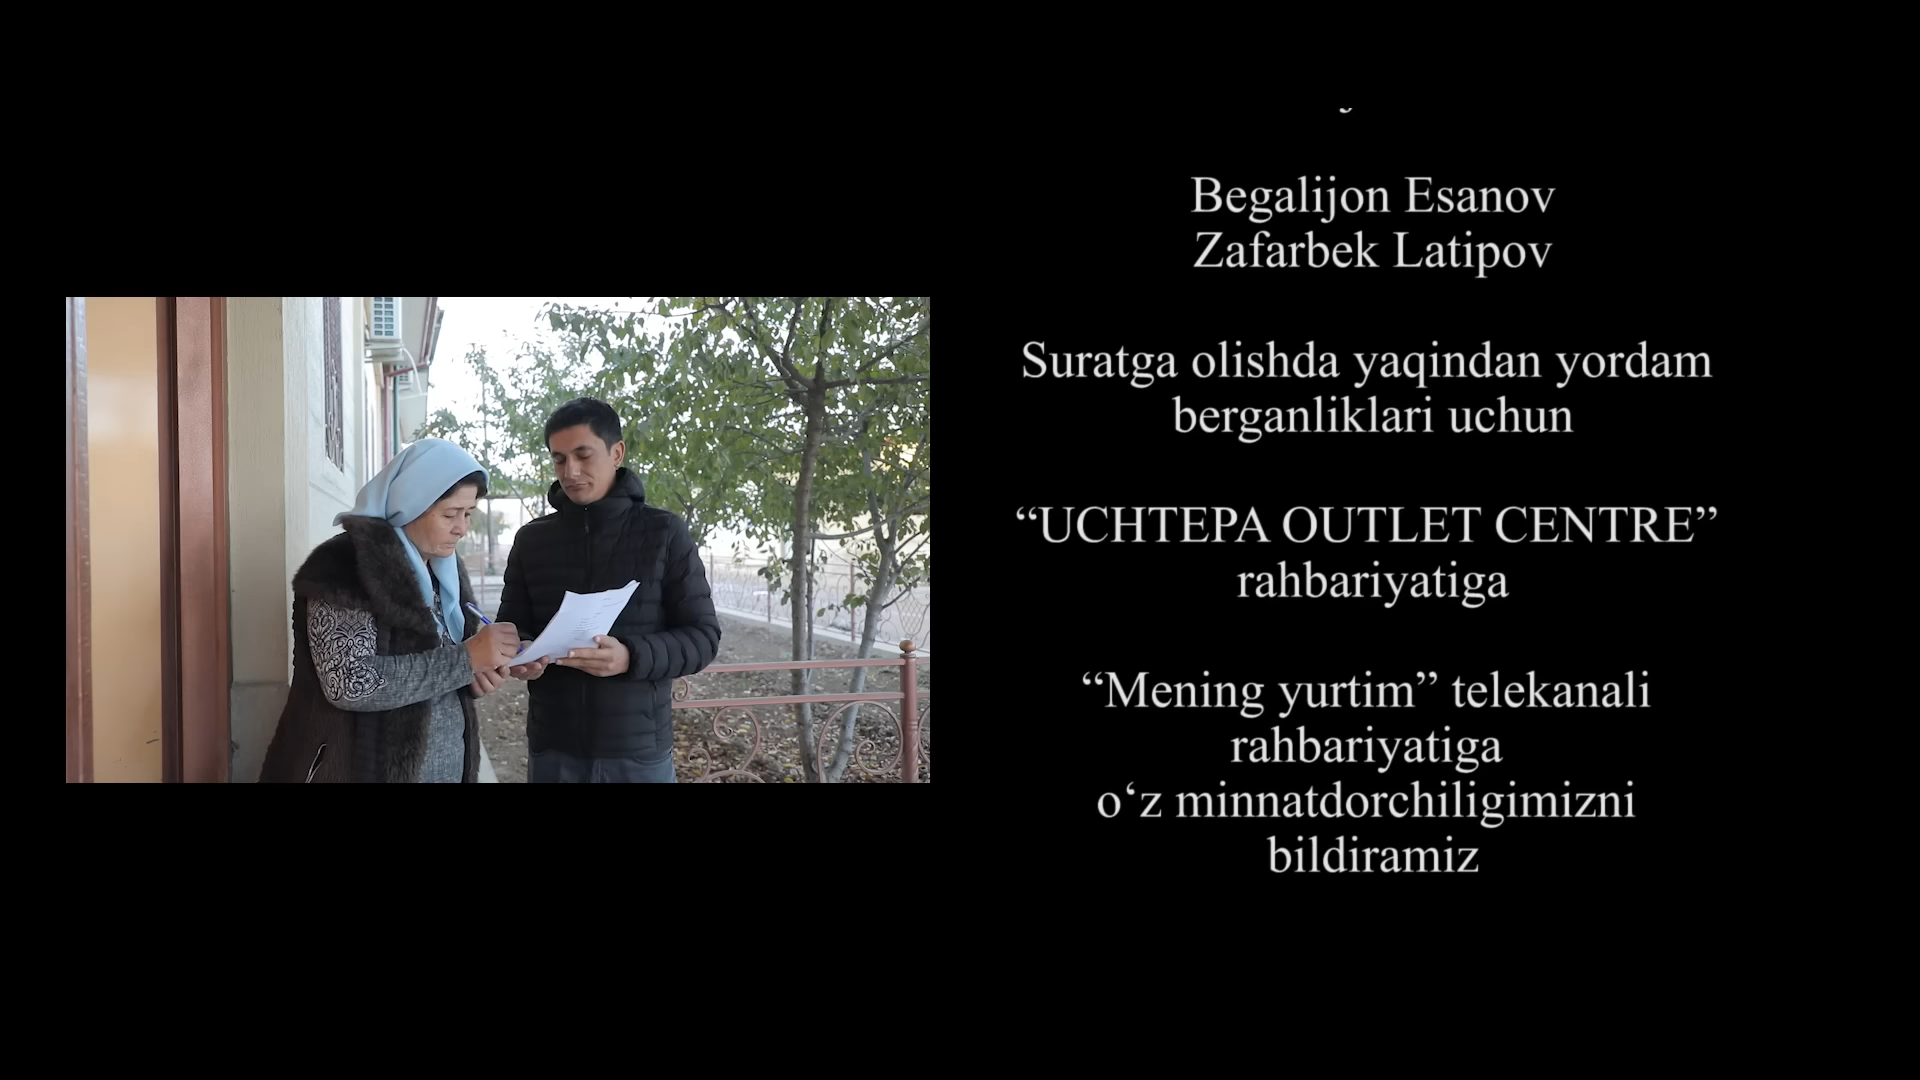 Begalijon Esanov
Zafarbek Latipov
Suratga olishda yaqindan yordam
berganliklari uchun
“UCHTEPA OUTLET CENTRE”
rahbariyatiga
“Mening yurtim” telekanali
rahbariyatiga
o‘z minnatdorchiligimizni
bildiramiz